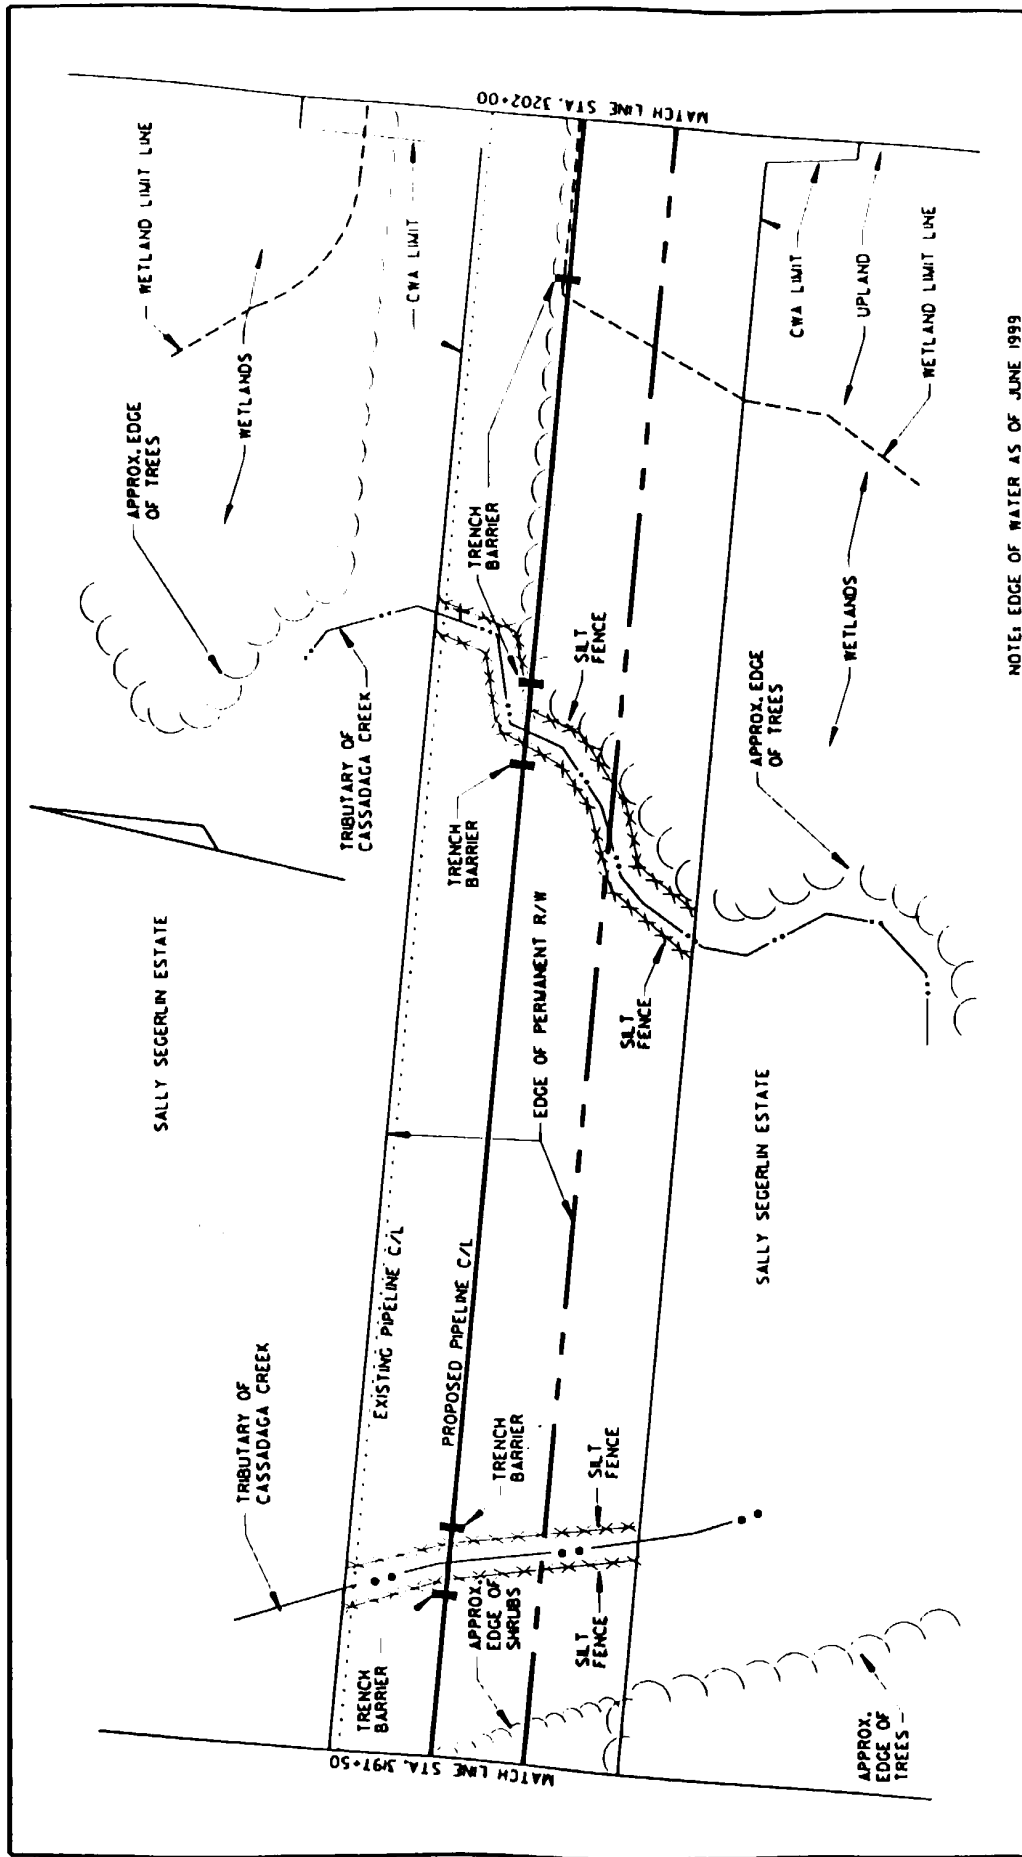 MATCH LINE STA. 3197+50
MATCH LINE STA. 3202+00
TRIBUTARY OF
CASSADAGA CREEK
SALLY SEGERLIN ESTATE
TRIBUTARY OF
CASSADAGA CREEK
APPROX. EDGE
OF TREES
WETLANDS
WETLAND LIMIT LINE
CWA LIMIT
EXISTING PIPELINE C/L
PROPOSED PIPELINE C/L
TRENCH
BARRIER
TRENCH
BARRIER
TRENCH
BARRIER
TRENCH
BARRIER
APPROX.
EDGE OF
SHRUBS
SILT
FENCE
SILT
FENCE
EDGE OF PERMANENT R/W
SILT
FENCE
SILT
FENCE
APPROX.
EDGE OF
TREES
SALLY SEGERLIN ESTATE
APPROX. EDGE
OF TREES
WETLANDS
CWA LIMIT
UPLAND
WETLAND LIMIT LINE
NOTE: EDGE OF WATER AS OF JUNE 1999